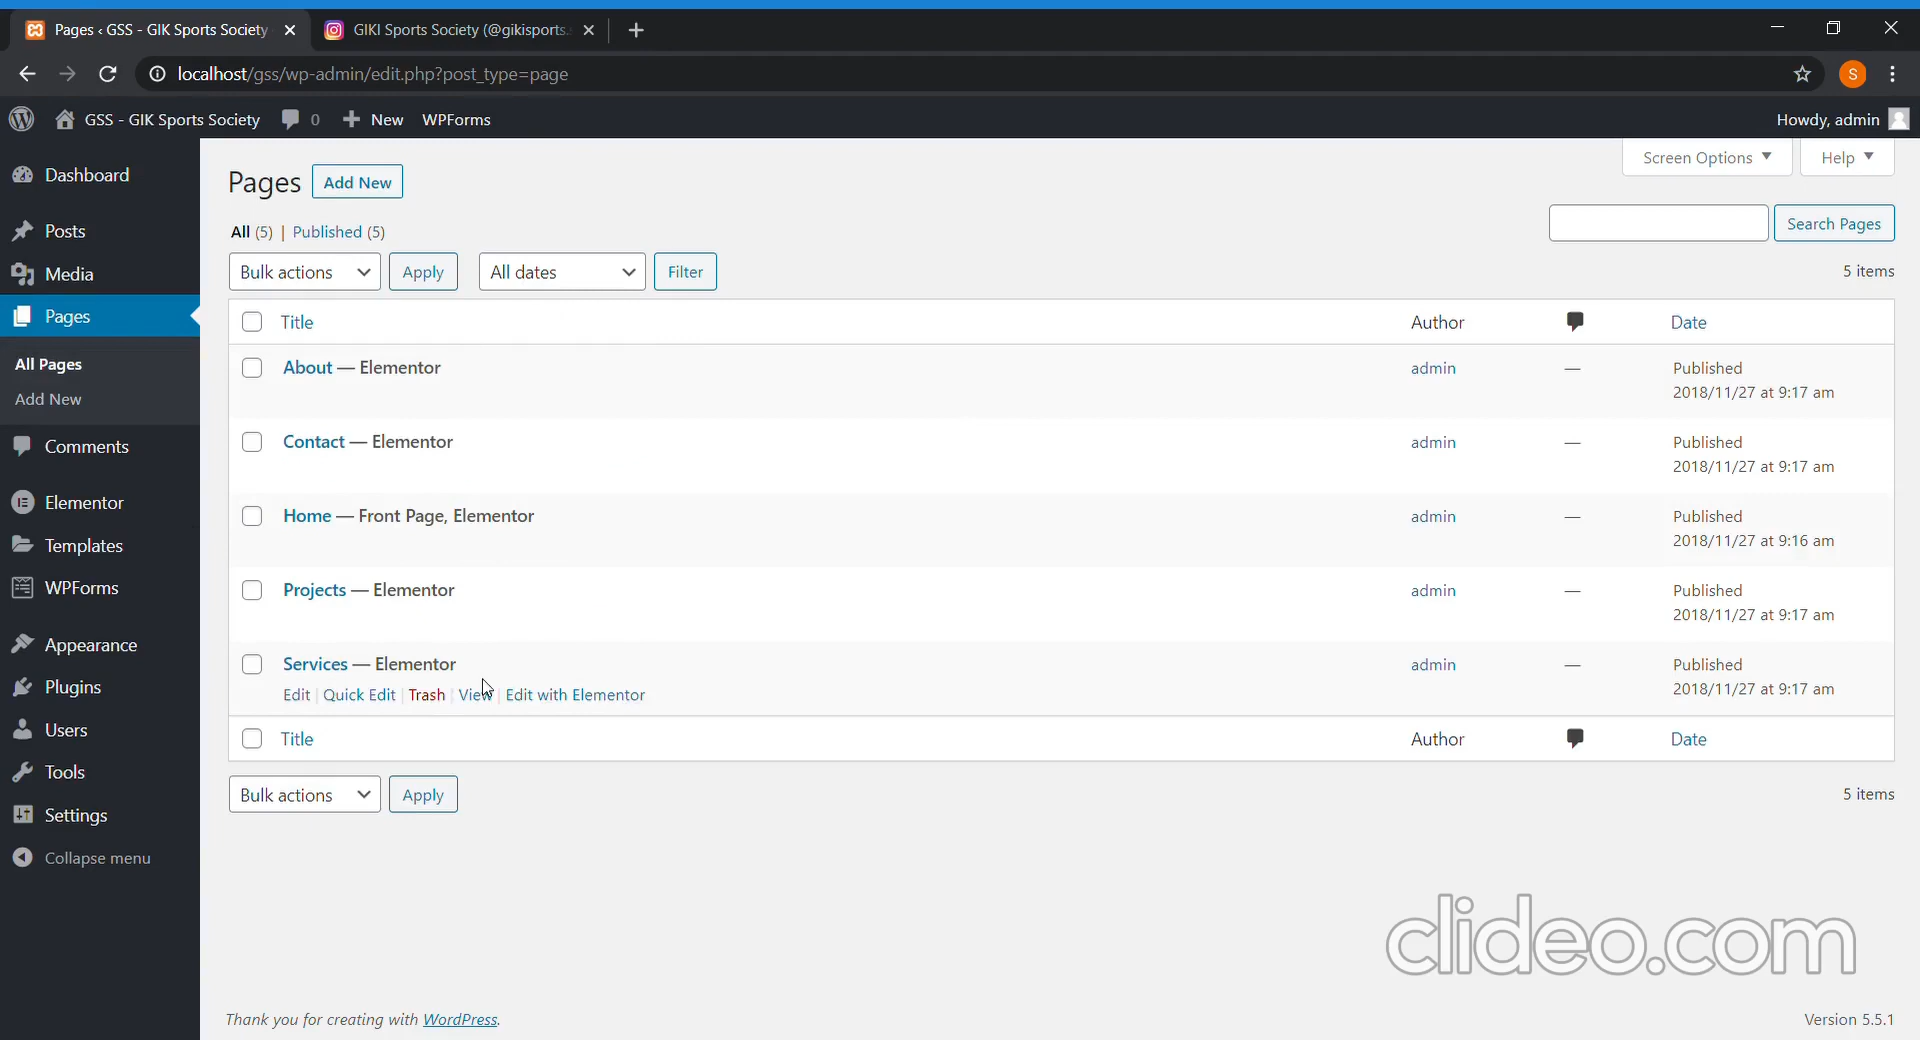 Pages ‹ GSS - GIK Sports Society
GIKI Sports Society (@gikisports.
localhost/gss/wp-admin/edit.php?post_type=page
S
GSS - GIK Sports Society 0 New WPForms
Howdy, admin
Dashboard
Posts
Media
Pages
All Pages
Add New
Comments
Elementor
Templates
WPForms
Appearance
Plugins
Users
Tools
Settings
Collapse menu
Screen Options Help
Pages Add New
All (5) | Published (5)
Search Pages
Bulk actions Apply All dates Filter
5 items
Title Author Date
About — Elementor admin — Published
2018/11/27 at 9:17 am
Contact — Elementor admin — Published
2018/11/27 at 9:17 am
Home — Front Page, Elementor admin — Published
2018/11/27 at 9:16 am
Projects — Elementor admin — Published
2018/11/27 at 9:17 am
Services — Elementor admin — Published
2018/11/27 at 9:17 am
Edit | Quick Edit | Trash | View | Edit with Elementor
Title Author Date
Bulk actions Apply
5 items
clideo.com
Thank you for creating with WordPress.
Version 5.5.1